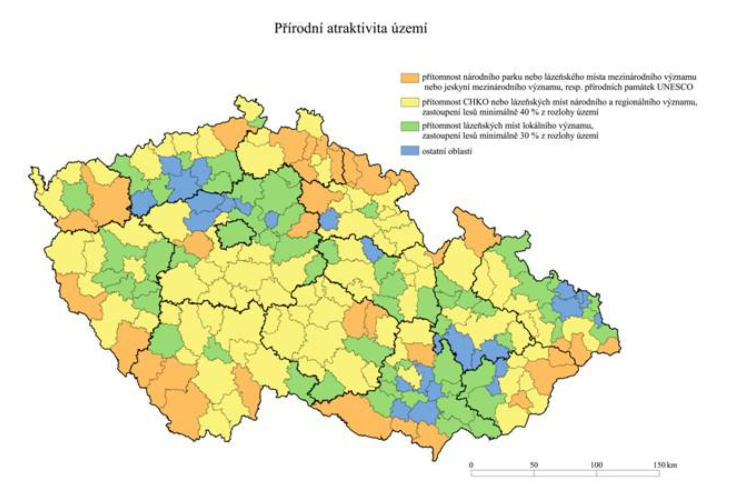 Přírodní atraktivita území
přítomnost národního parku nebo lázeňského místa mezinárodního významu
nebo jeskyní mezinárodního významu, resp. přírodních památek UNESCO
přítomnost CHKO nebo lázeňských míst národního a regionálního významu,
zastoupení lesů minimálně 40 % z rozlohy území
přítomnost lázeňských míst lokálního významu,
zastoupení lesů minimálně 30 % z rozlohy území
ostatní oblasti
0 50 100 150 km